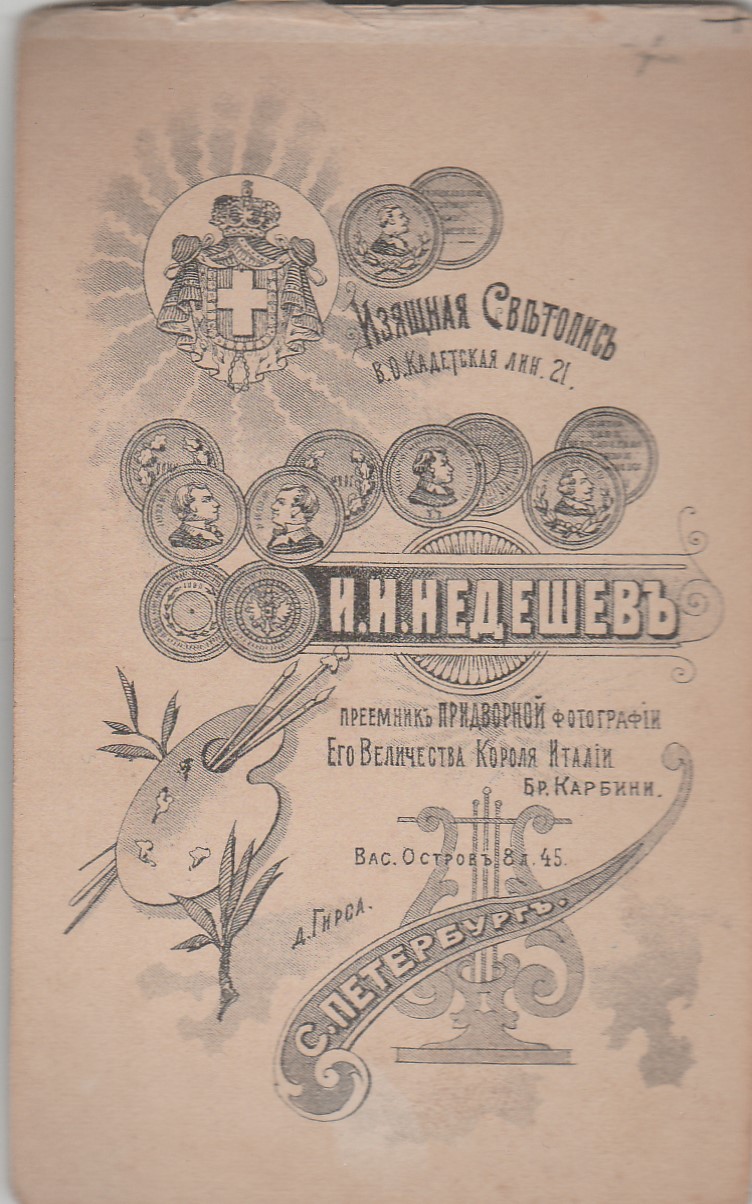 Изящная Свѣтопись
В.О.Кадетская лин. 21.
И.И.НЕДЕШЕВЪ
ПРЕЕМНИКЪ ПРИДВОРНОЙ ФОТОГРАФІИ
Его Величества Короля Италіи
Бр. Карбини.
Вас. Островъ 8 л. 45.
д. Гирса.
С. ПЕТЕРБУРГЪ.